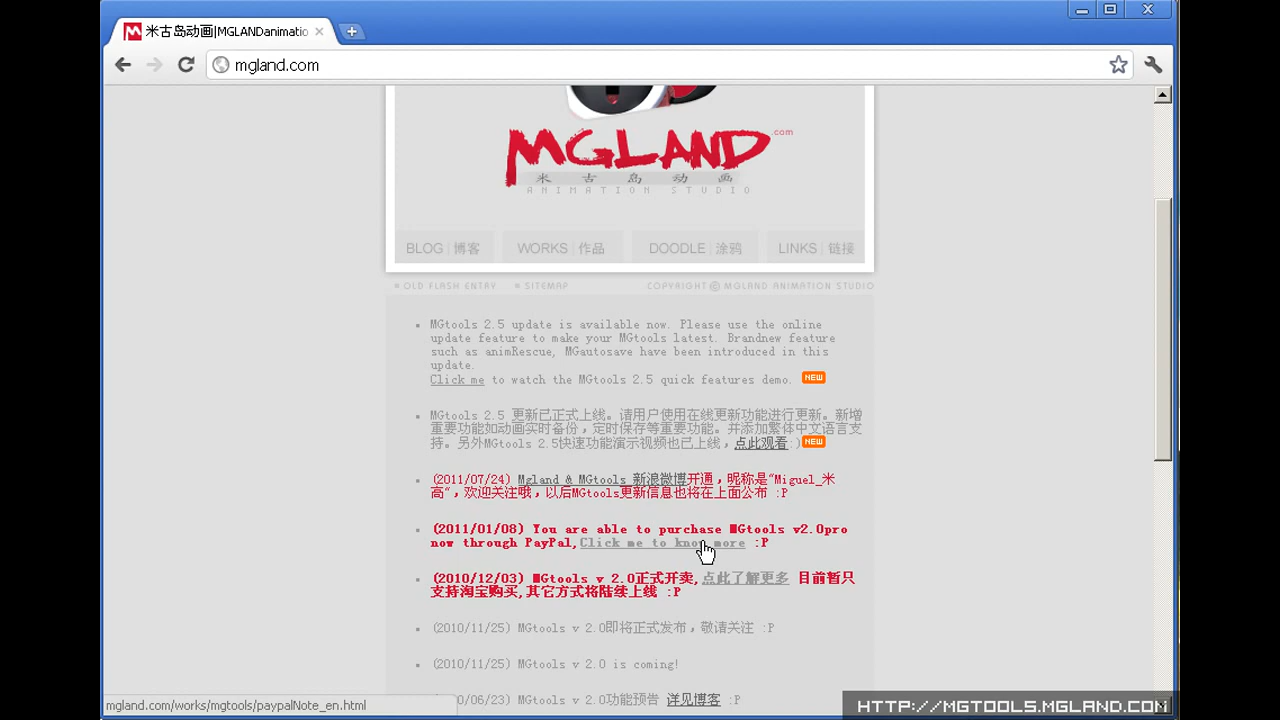 米古岛动画|MGLANDanimatio
mgland.com
MGLAND.com
米古岛动画
ANIMATION STUDIO
BLOG | 博客 WORKS | 作品 DOODLE | 涂鸦 LINKS | 链接
OLD FLASH ENTRY SITEMAP COPYRIGHT © MGLAND ANIMATION STUDIO
MGtools 2.5 update is available now. Please use the online
update feature to make your MGtools latest. Brandnew feature
such as animRescue, MGautosave have been introduced in this
update.
Click me to watch the MGtools 2.5 quick features demo. NEW
MGtools 2.5 更新已正式上线。请用户使用在线更新功能进行更新。新增
重要功能如动画实时备份，定时保存等重要功能。并添加繁体中文语言支
持。另外MGtools 2.5快速功能演示视频也已上线，点此观看 :) NEW
(2011/07/24) Mgland & MGtools 新浪微博开通，昵称是“Miguel_米
高”，欢迎关注哦，以后MGtools更新信息也将在上面公布 :P
(2011/01/08) You are able to purchase MGtools v2.0pro
now through PayPal,Click me to know more :P
(2010/12/03) MGtools v 2.0正式开卖,点此了解更多 目前暂只
支持淘宝购买,其它方式将陆续上线 :P
(2010/11/25) MGtools v 2.0即将正式发布，敬请关注 :P
(2010/11/25) MGtools v 2.0 is coming!
0/06/23) MGtools v 2.0功能预告 详见博客 :P
mgland.com/works/mgtools/paypalNote_en.html
HTTP://MGTOOLS.MGLAND.COM